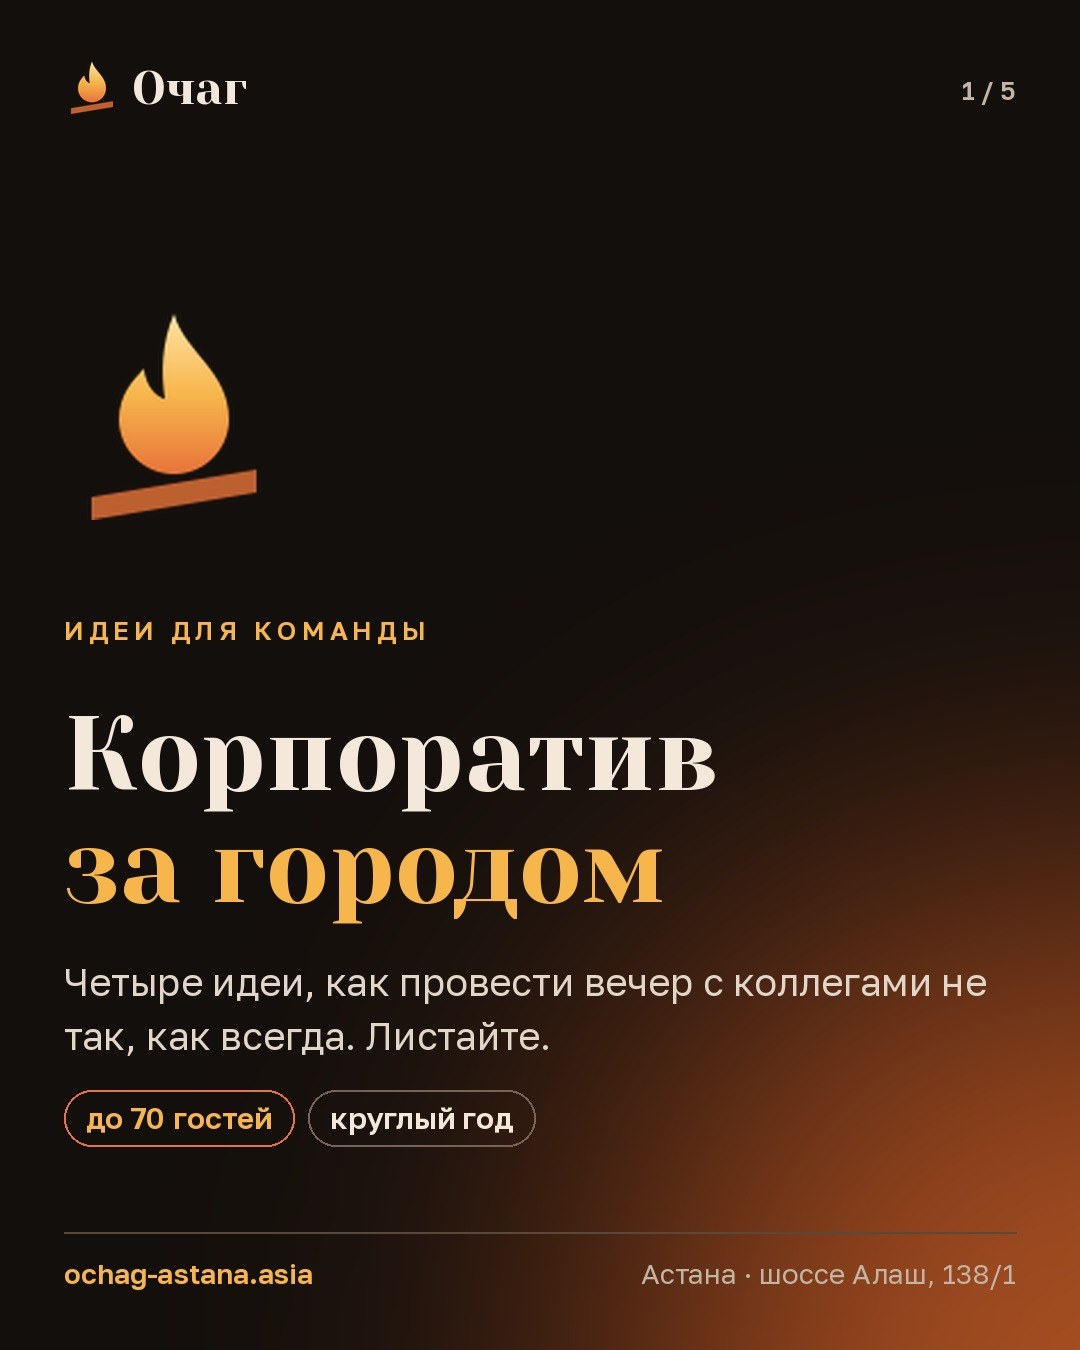 Очаг
1 / 5
ИДЕИ ДЛЯ КОМАНДЫ
Корпоратив
за городом
Четыре идеи, как провести вечер с коллегами не
так, как всегда. Листайте.
до 70 гостей
круглый год
ochag-astana.asia
Астана · шоссе Алаш, 138/1